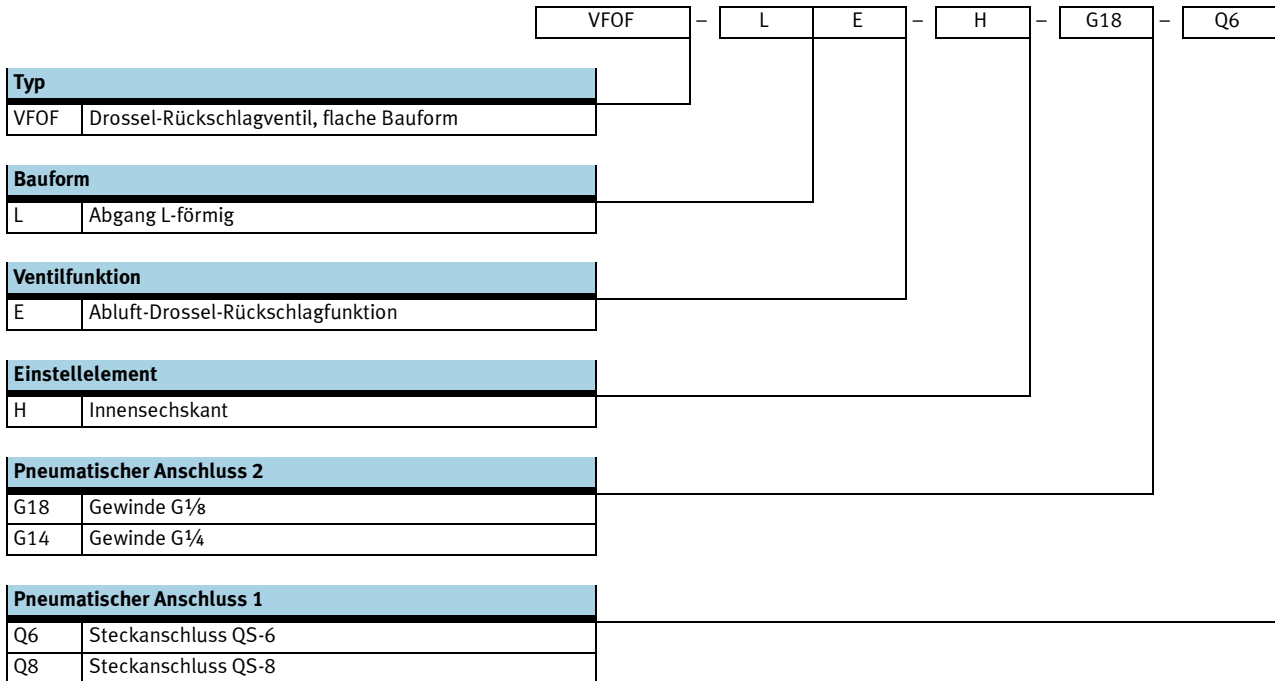 VFOF – L E – H – G18 – Q6
Typ
VFOF Drossel-Rückschlagventil, flache Bauform
Bauform
L Abgang L-förmig
Ventilfunktion
E Abluft-Drossel-Rückschlagfunktion
Einstellelement
H Innensechskant
Pneumatischer Anschluss 2
G18 Gewinde G⅛
G14 Gewinde G¼
Pneumatischer Anschluss 1
Q6 Steckanschluss QS-6
Q8 Steckanschluss QS-8